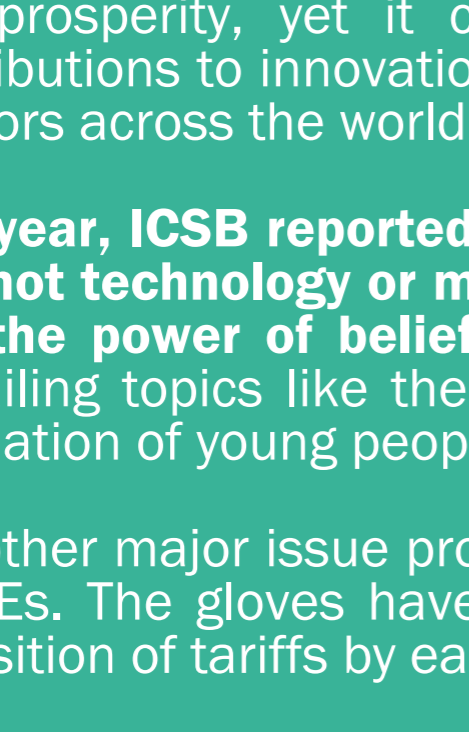 prosperity, yet it c
ibutions to innovatio
ors across the world
year, ICSB reported
not technology or m
the power of belief
iling topics like the
ation of young peop
ther major issue pro
Es. The gloves have
sition of tariffs by ea